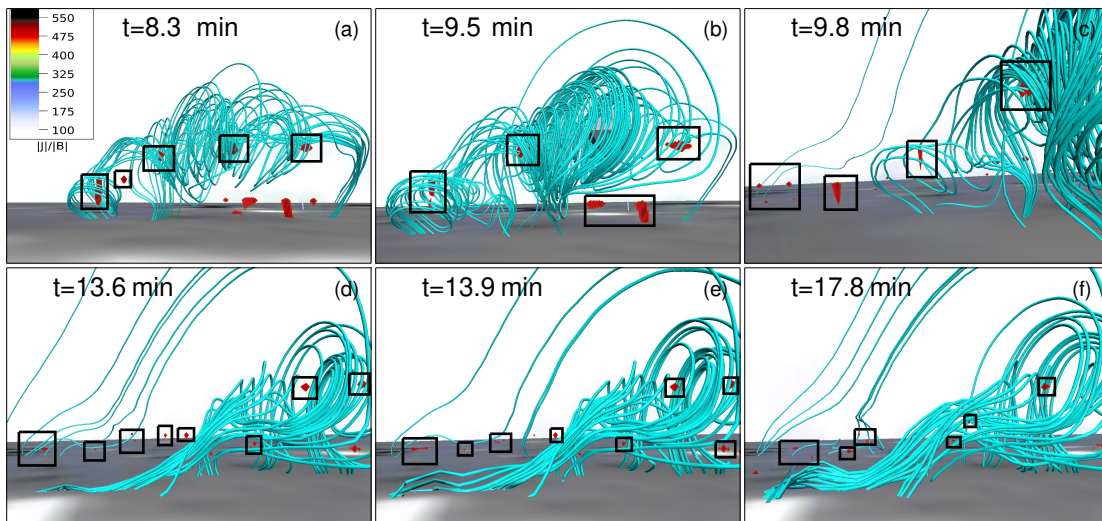 t=8.3 min (a)
t=9.5 min (b)
t=9.8 min (c)
550
475
400
325
250
175
100
|J|/|B|
t=13.6 min (d)
t=13.9 min (e)
t=17.8 min (f)